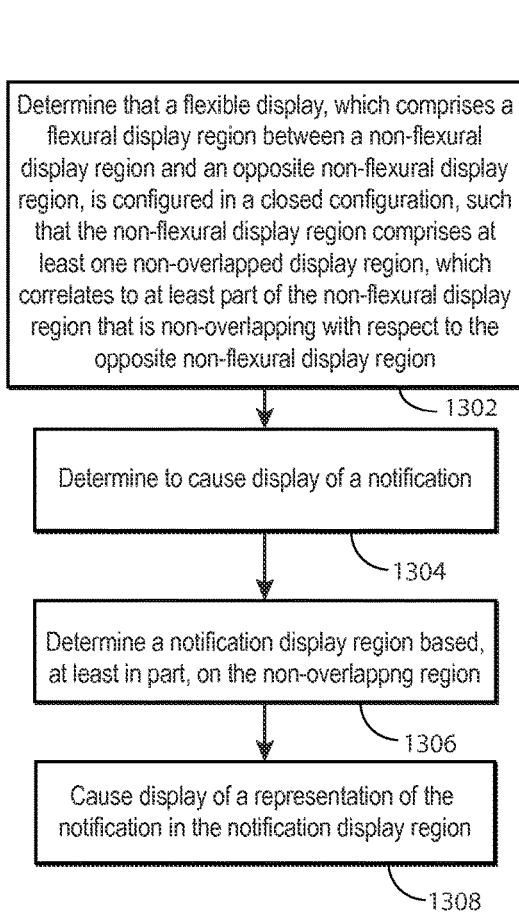 Determine that a flexible display, which comprises a
flexural display region between a non-flexural
display region and an opposite non-flexural display
region, is configured in a closed configuration, such
that the non-flexural display region comprises at
least one non-overlapped display region, which
correlates to at least part of the non-flexural display
region that is non-overlapping with respect to the
opposite non-flexural display region
1302
Determine to cause display of a notification
1304
Determine a notification display region based,
at least in part, on the non-overlappng region
1306
Cause display of a representation of the
notification in the notification display region
1308